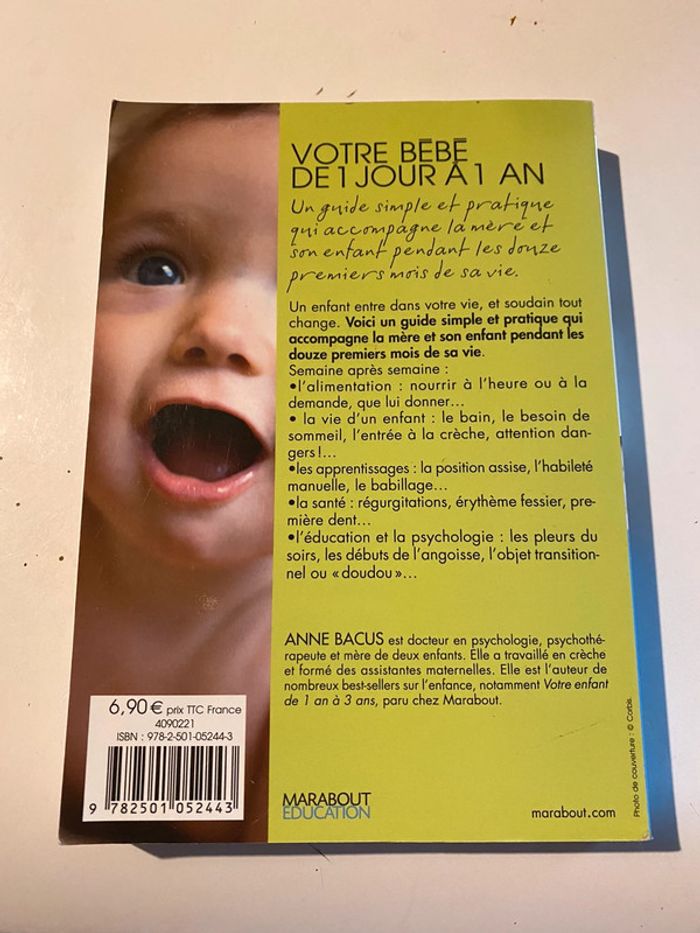 VOTRE BÉBÉ
DE 1 JOUR À 1 AN
Un guide simple et pratique
qui accompagne la mère et
son enfant pendant les douze
premiers mois de sa vie.
Un enfant entre dans votre vie, et soudain tout
change. Voici un guide simple et pratique qui
accompagne la mère et son enfant pendant les
douze premiers mois de sa vie.
Semaine après semaine :
•l'alimentation : nourrir à l'heure ou à la
demande, que lui donner…
• la vie d'un enfant : le bain, le besoin de
sommeil, l'entrée à la crèche, attention dan-
gers !…
•les apprentissages : la position assise, l'habileté
manuelle, le babillage…
•la santé : régurgitations, érythème fessier, pre-
mière dent…
•l'éducation et la psychologie : les pleurs du
soirs, les débuts de l'angoisse, l'objet transition-
nel ou « doudou »…
ANNE BACUS est docteur en psychologie, psychothé-
rapeute et mère de deux enfants. Elle a travaillé en crèche
et formé des assistantes maternelles. Elle est l'auteur de
nombreux best-sellers sur l'enfance, notamment Votre enfant
de 1 an à 3 ans, paru chez Marabout.
6,90 € prix TTC France
4090221
ISBN : 978-2-501-05244-3
9 782501 052443
MARABOUT
EDUCATION
marabout.com
Photo de couverture : © Corbis.